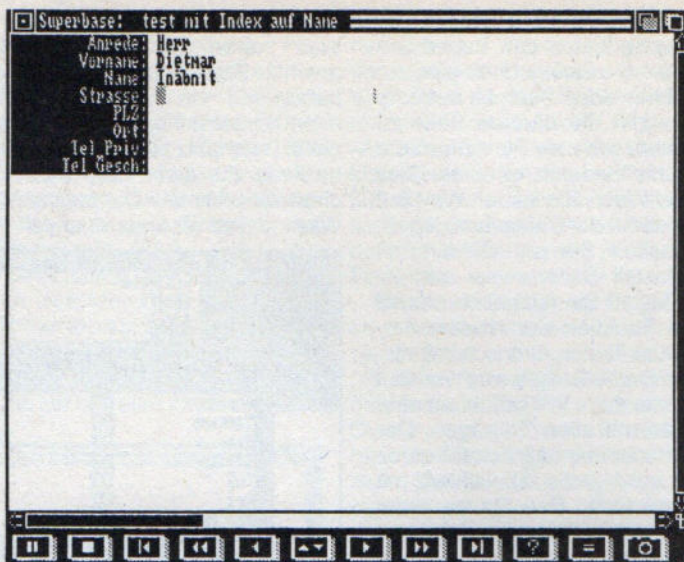 Superbase: test mit Index auf Name
Anrede: Herr
Vorname: Dietmar
Name: Inäbnit
Strasse:
PLZ:
Ort:
Tel Priv:
Tel Gesch:
? =